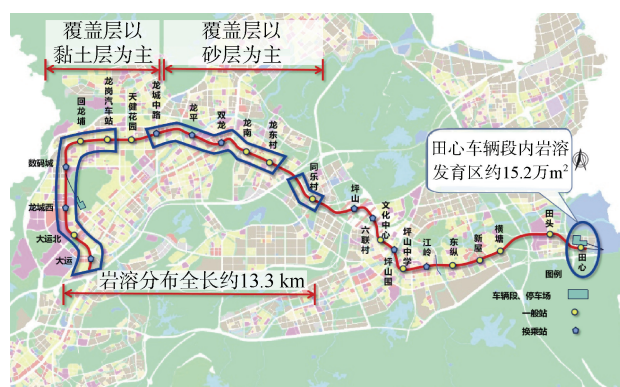 覆盖层以
黏土层为主
覆盖层以
砂层为主
回龙埔
龙岗汽车站
天健花园
龙城中路
龙平
双龙
龙南
龙东村
同乐村
数码城
龙城西
大运北
大运
坪山
六联村
文化中心
坪山围
坪山中学
江岭
东纵
新屋
横塘
田头
田心
田心车辆段内岩溶
发育区约15.2万m²
岩溶分布全长约13.3 km
图例
车辆段、停车场
一般站
换乘站